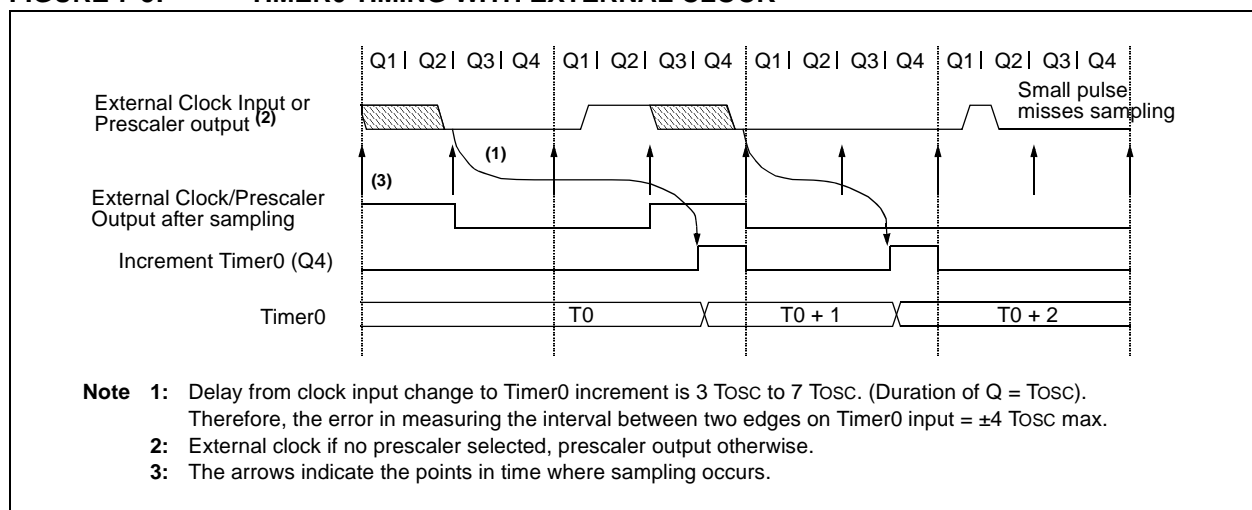 Q1 | Q2 | Q3 | Q4 | Q1 | Q2 | Q3 | Q4 | Q1 | Q2 | Q3 | Q4 | Q1 | Q2 | Q3 | Q4
External Clock Input or
Prescaler output (2)
Small pulse
misses sampling
(1)
(3)
External Clock/Prescaler
Output after sampling
Increment Timer0 (Q4)
Timer0
T0
T0 + 1
T0 + 2
Note 1: Delay from clock input change to Timer0 increment is 3 TOSC to 7 TOSC. (Duration of Q = TOSC).
Therefore, the error in measuring the interval between two edges on Timer0 input = ±4 TOSC max.
2: External clock if no prescaler selected, prescaler output otherwise.
3: The arrows indicate the points in time where sampling occurs.